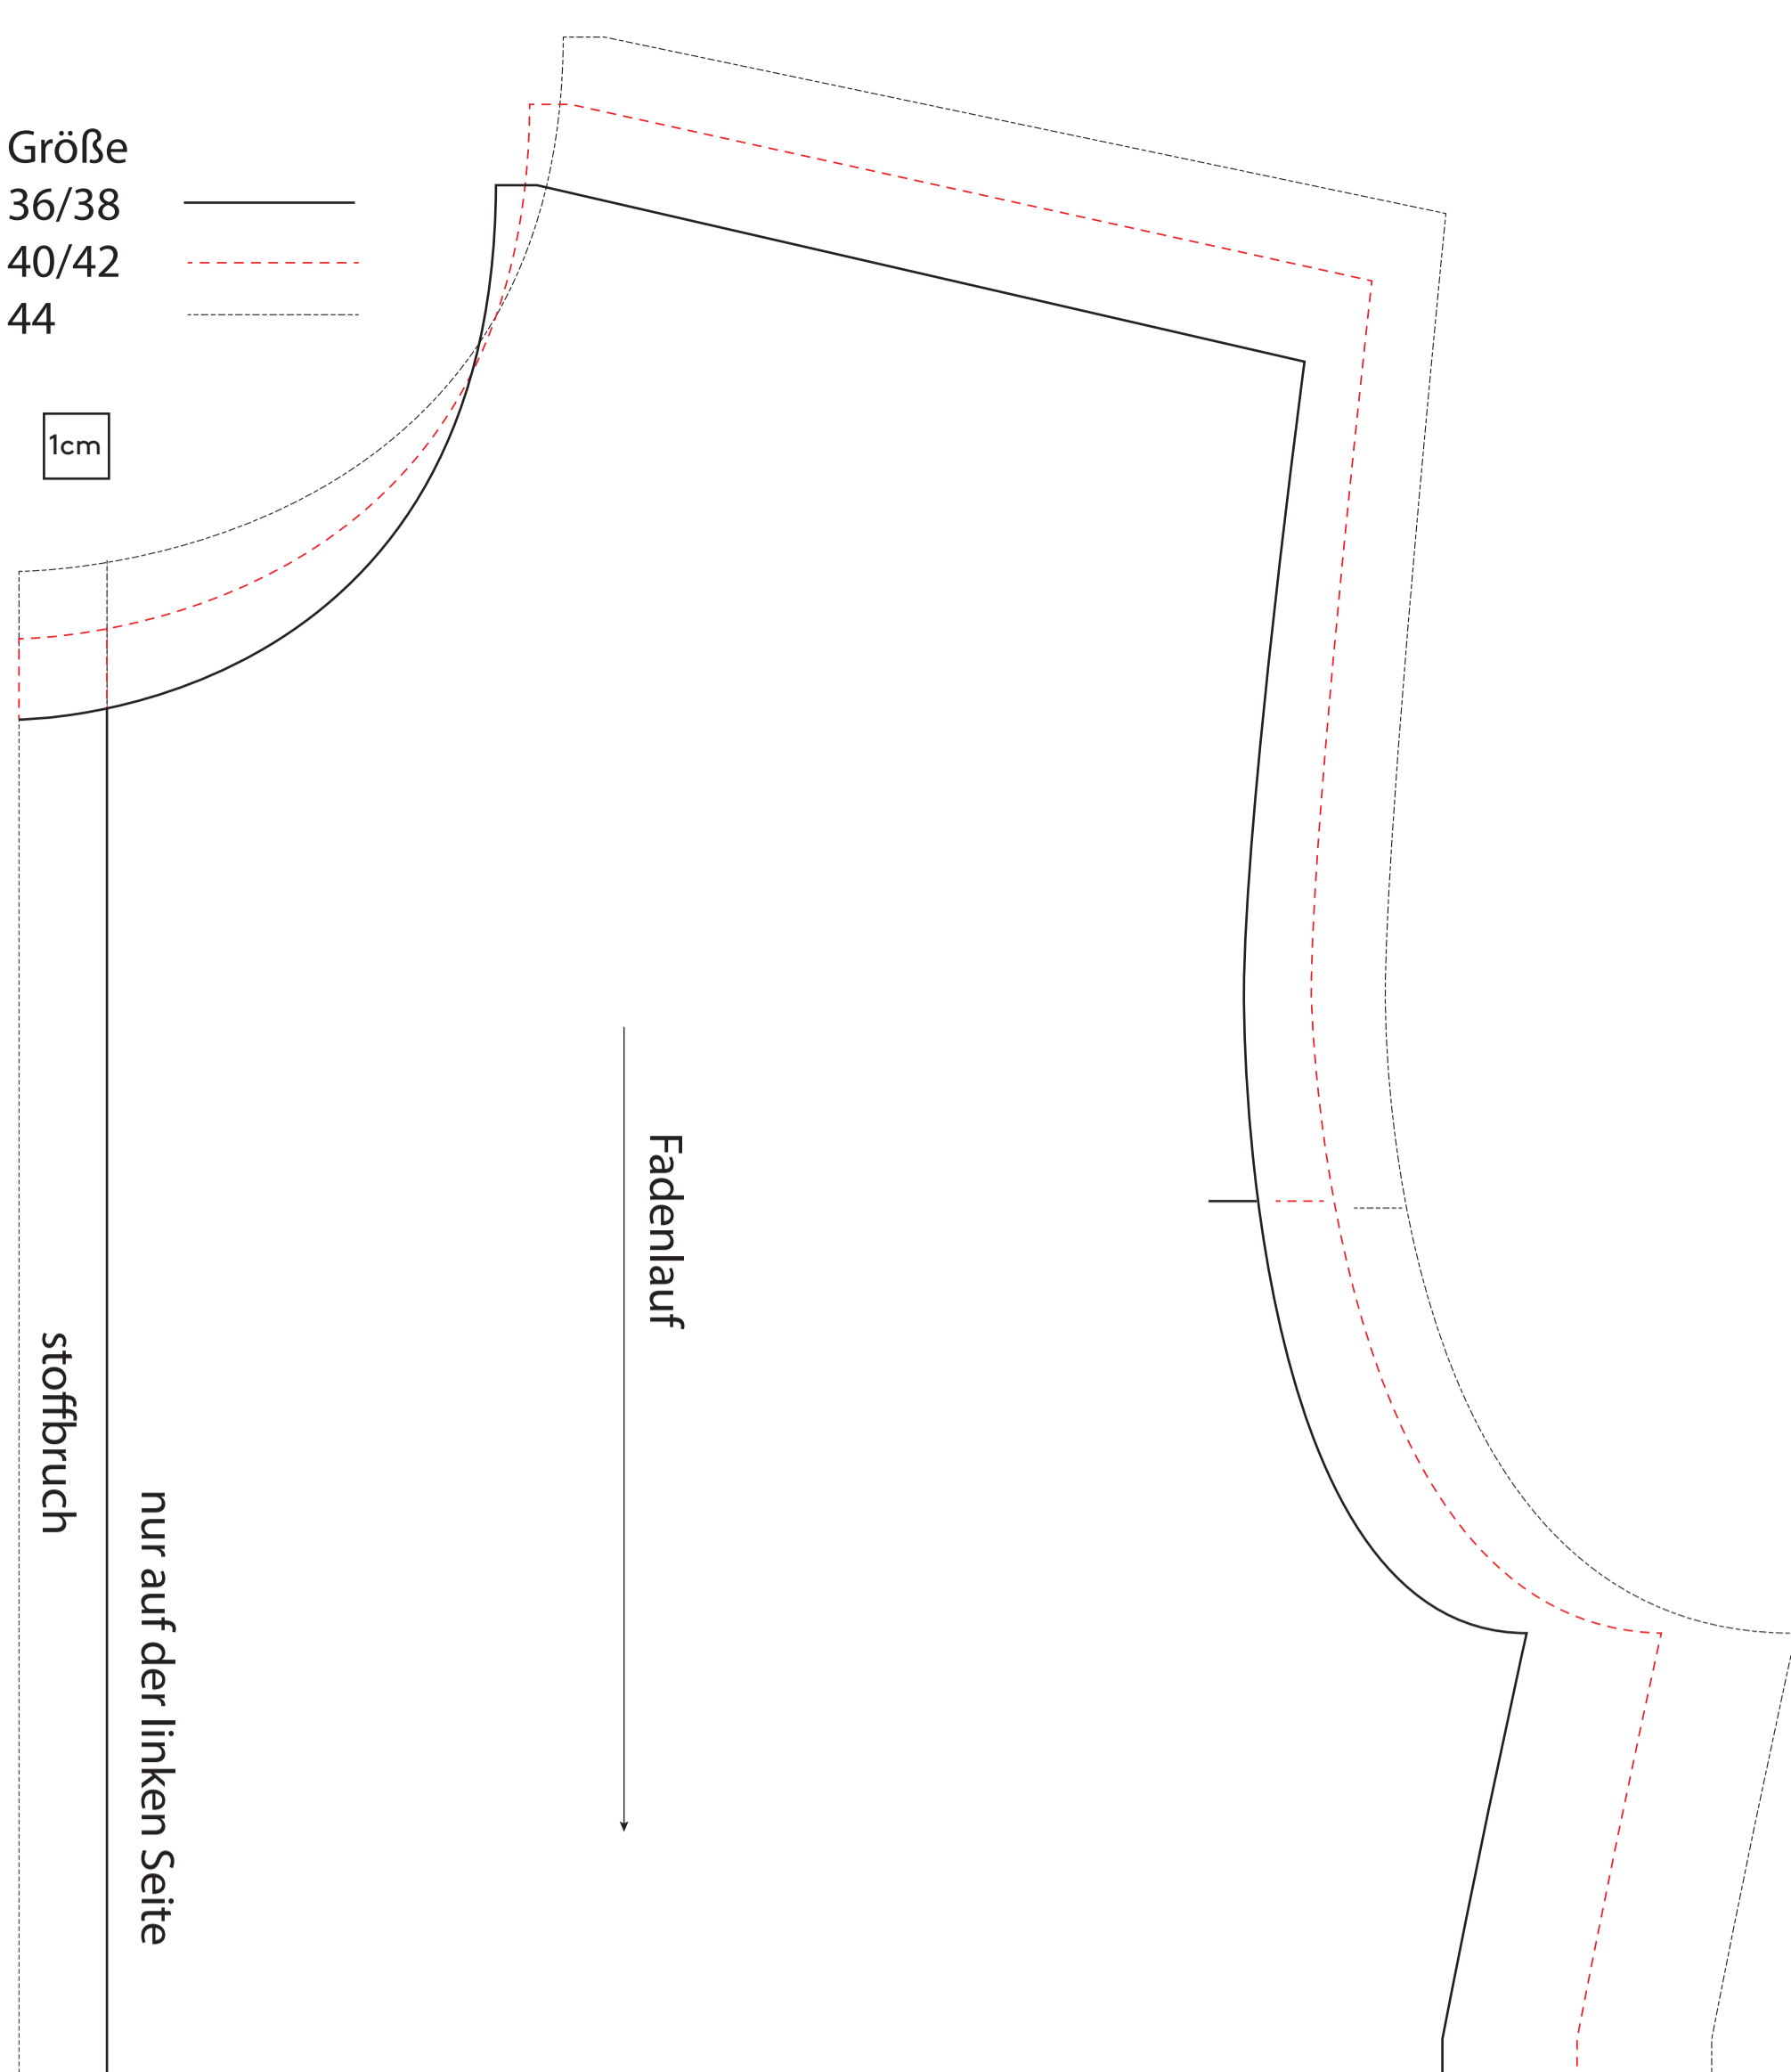 Größe
36/38
40/42
44
1cm
Fadenlauf
stoffbruch
nur auf der linken Seite